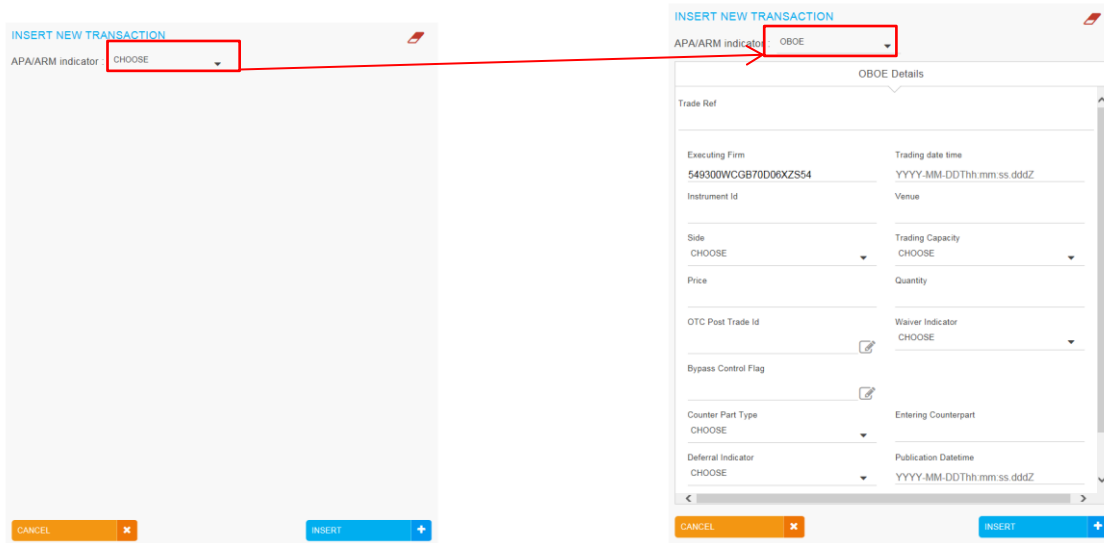 INSERT NEW TRANSACTION
APA/ARM indicator : CHOOSE
CANCEL
INSERT
INSERT NEW TRANSACTION
APA/ARM indicator : OBOE
OBOE Details
Trade Ref
Executing Firm Trading date time
549300WCGB70D06XZS54 YYYY-MM-DDThh:mm:ss.dddZ
Instrument Id Venue
Side Trading Capacity
CHOOSE CHOOSE
Price Quantity
OTC Post Trade Id Waiver Indicator
CHOOSE
Bypass Control Flag
Counter Part Type Entering Counterpart
CHOOSE
Deferral Indicator Publication Datetime
CHOOSE YYYY-MM-DDThh:mm:ss.dddZ
CANCEL INSERT